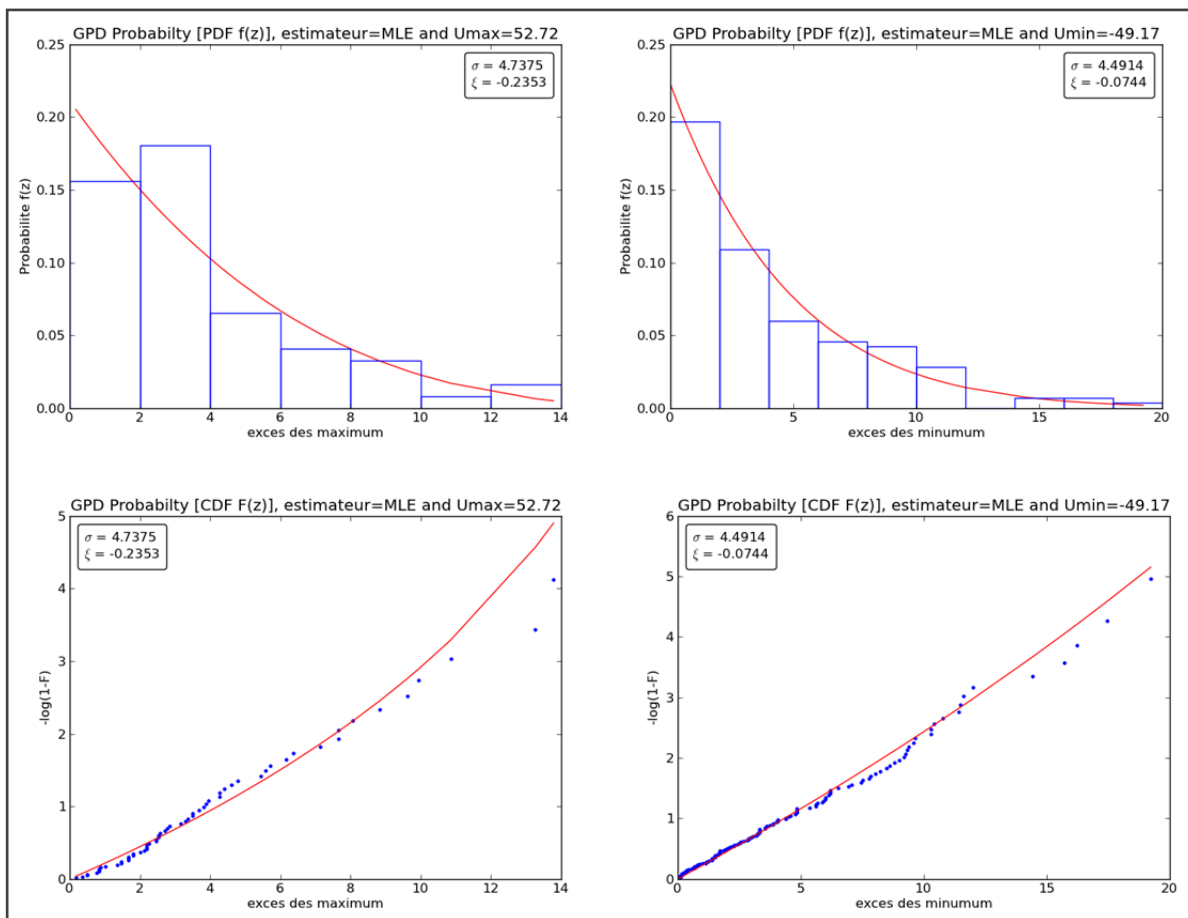 GPD Probabilty [PDF f(z)], estimateur=MLE and Umax=52.72
σ = 4.7375
ξ = -0.2353
Probabilite f(z)
0.25
0.20
0.15
0.10
0.05
0.00
0 2 4 6 8 10 12 14
exces des maximum
GPD Probabilty [PDF f(z)], estimateur=MLE and Umin=-49.17
σ = 4.4914
ξ = -0.0744
Probabilite f(z)
0.25
0.20
0.15
0.10
0.05
0.00
0 5 10 15 20
exces des minumum
GPD Probabilty [CDF F(z)], estimateur=MLE and Umax=52.72
σ = 4.7375
ξ = -0.2353
-log(1-F)
5
4
3
2
1
0
0 2 4 6 8 10 12 14
exces des maximum
GPD Probabilty [CDF F(z)], estimateur=MLE and Umin=-49.17
σ = 4.4914
ξ = -0.0744
-log(1-F)
6
5
4
3
2
1
0
0 5 10 15 20
exces des minumum